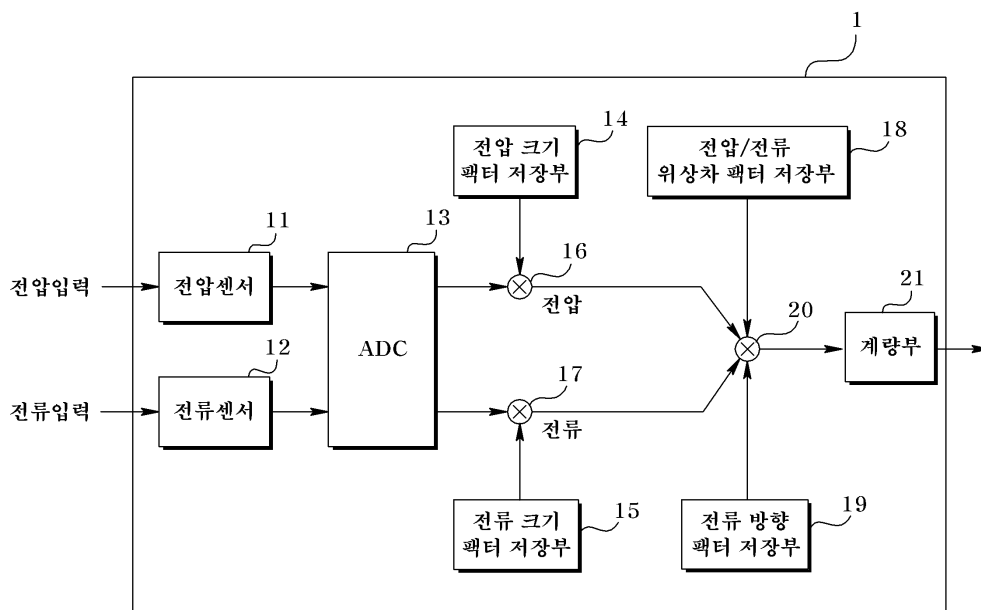 1
14
전압 크기
팩터 저장부
18
전압/전류
위상차 팩터 저장부
11
13
전압입력
전압센서
16
전압
21
12
ADC
20
계량부
전류입력
전류센서
17
전류
15
전류 크기
팩터 저장부
19
전류 방향
팩터 저장부